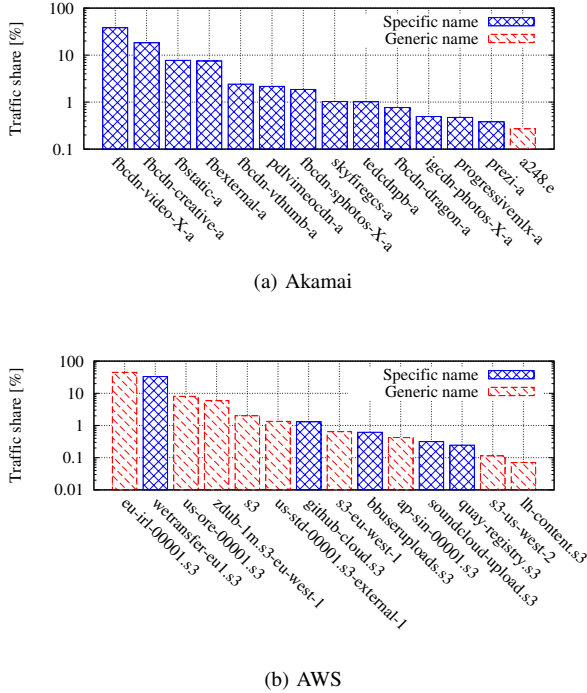 Traffic share [%]
100
10
1
0.1
Specific name
Generic name
fbcdn-video-X-a
fbcdn-creative-a
fbstatic-a
fbexternal-a
fbcdn-vthumb-a
pdlvimeocdn-a
fbcdn-sphotos-X-a
skyfiregcs-a
tedcdnpb-a
fbcdn-dragon-a
igcdn-photos-X-a
progressivemlx-a
prezi-a
a248.e
(a) Akamai
Traffic share [%]
100
10
1
0.1
0.01
Specific name
Generic name
eu-irl-00001.s3
wetransfer-eu1.s3
us-ore-00001.s3
zdub-1m.s3-eu-west-1
s3
us-std-00001.s3-external-1
github-cloud.s3
s3-eu-west-1
bbuseruploads.s3
ap-sin-00001.s3
soundcloud-upload.s3
quay-registry.s3
s3-us-west-2
lh-content.s3
(b) AWS